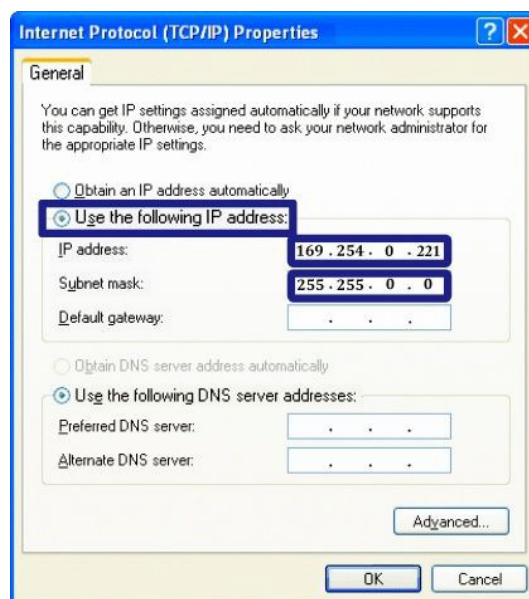 Internet Protocol (TCP/IP) Properties
General
You can get IP settings assigned automatically if your network supports
this capability. Otherwise, you need to ask your network administrator for
the appropriate IP settings.
Obtain an IP address automatically
Use the following IP address:
IP address: 169 . 254 . 0 . 221
Subnet mask: 255 . 255 . 0 . 0
Default gateway: . . .
Obtain DNS server address automatically
Use the following DNS server addresses:
Preferred DNS server: . . .
Alternate DNS server: . . .
Advanced...
OK Cancel